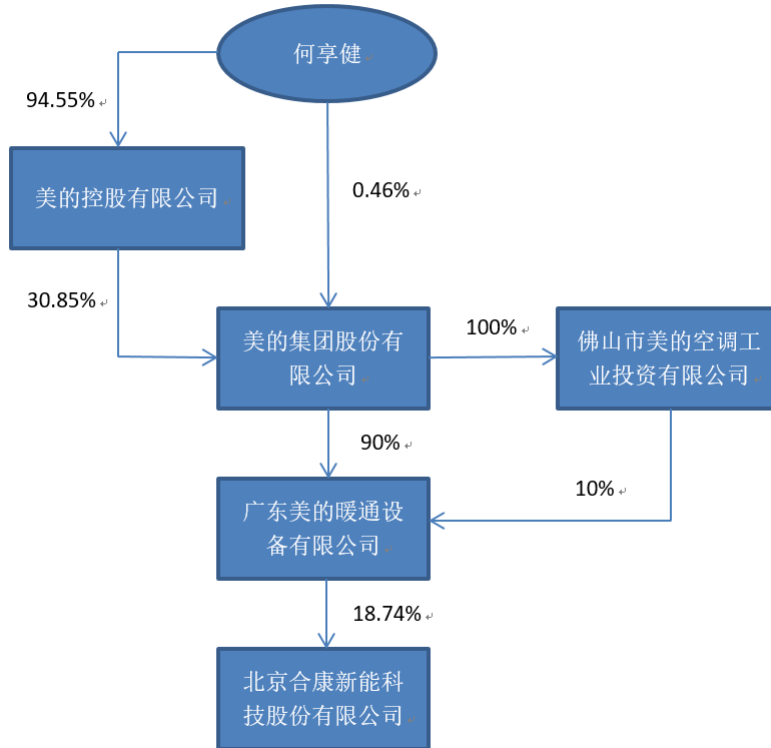 何享健
94.55%
美的控股有限公司
0.46%
30.85%
美的集团股份有
限公司
100%
佛山市美的空调工
业投资有限公司
90%
10%
广东美的暖通设
备有限公司
18.74%
北京合康新能科
技股份有限公司